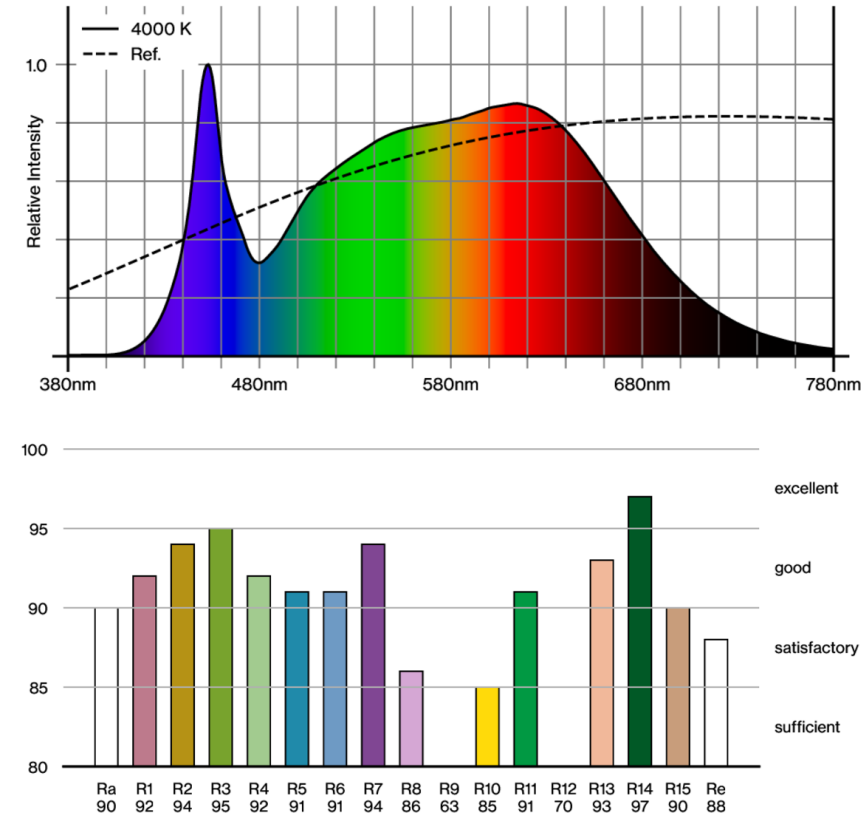 4000 K
Ref.
1.0
Relative Intensity
380nm 480nm 580nm 680nm 780nm
100
excellent
95
good
90
satisfactory
85
sufficient
80
Ra R1 R2 R3 R4 R5 R6 R7 R8 R9 R10 R11 R12 R13 R14 R15 Re
90 92 94 95 92 91 91 94 86 63 85 91 70 93 97 90 88